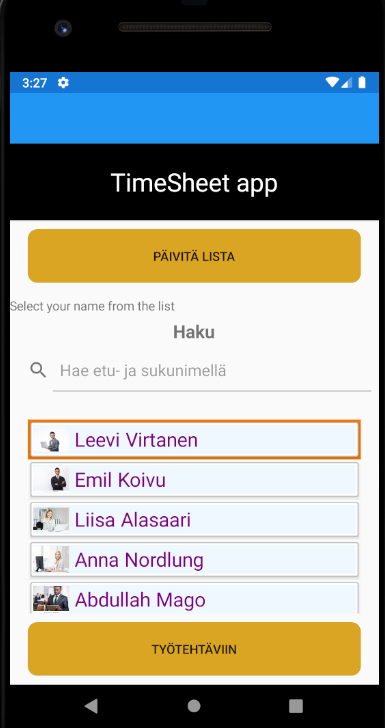 3:27
TimeSheet app
PÄIVITÄ LISTA
Select your name from the list
Haku
Hae etu- ja sukunimellä
Leevi Virtanen
Emil Koivu
Liisa Alasaari
Anna Nordlung
Abdullah Mago
TYÖTEHTÄVIIN